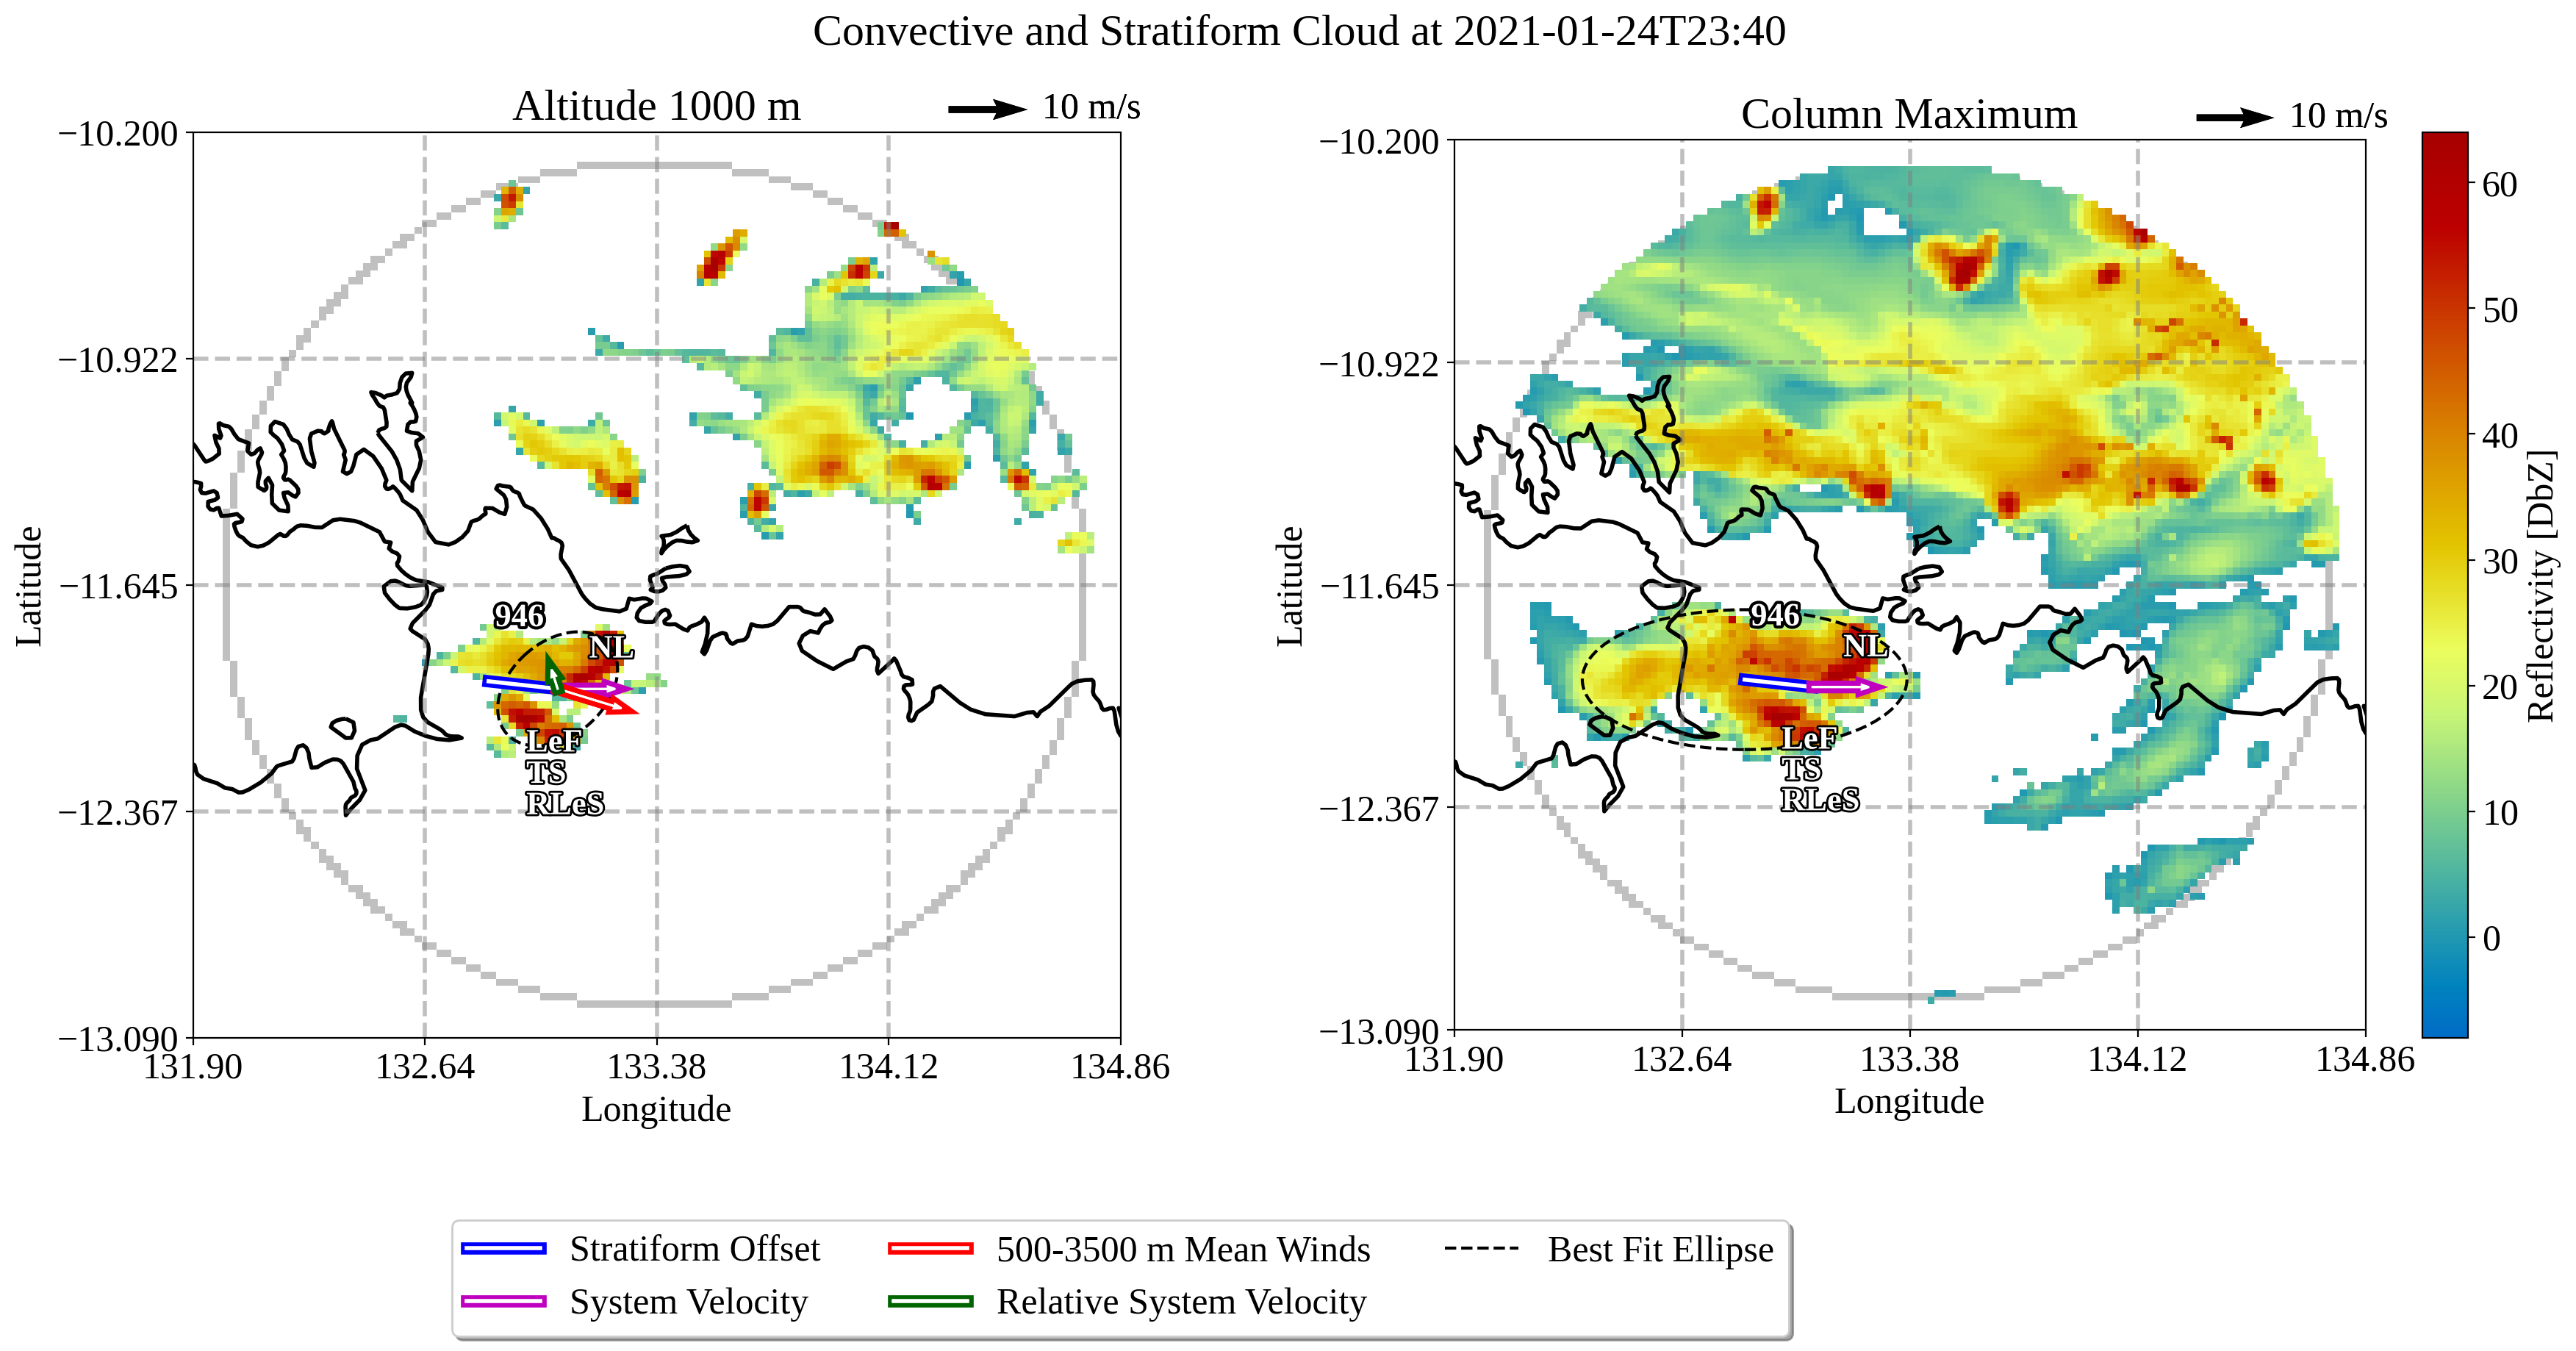 Convective and Stratiform Cloud at 2021-01-24T23:40
Altitude 1000 m
10 m/s
−10.200
−10.922
−11.645
−12.367
−13.090
Latitude
131.90
132.64
133.38
134.12
134.86
Longitude
946
NL
LeF
TS
RLeS
Column Maximum
10 m/s
−10.200
−10.922
−11.645
−12.367
−13.090
Latitude
131.90
132.64
133.38
134.12
134.86
Longitude
946
NL
LeF
TS
RLeS
60
50
40
30
20
10
0
Reflectivity [DbZ]
Stratiform Offset
System Velocity
500-3500 m Mean Winds
Relative System Velocity
Best Fit Ellipse